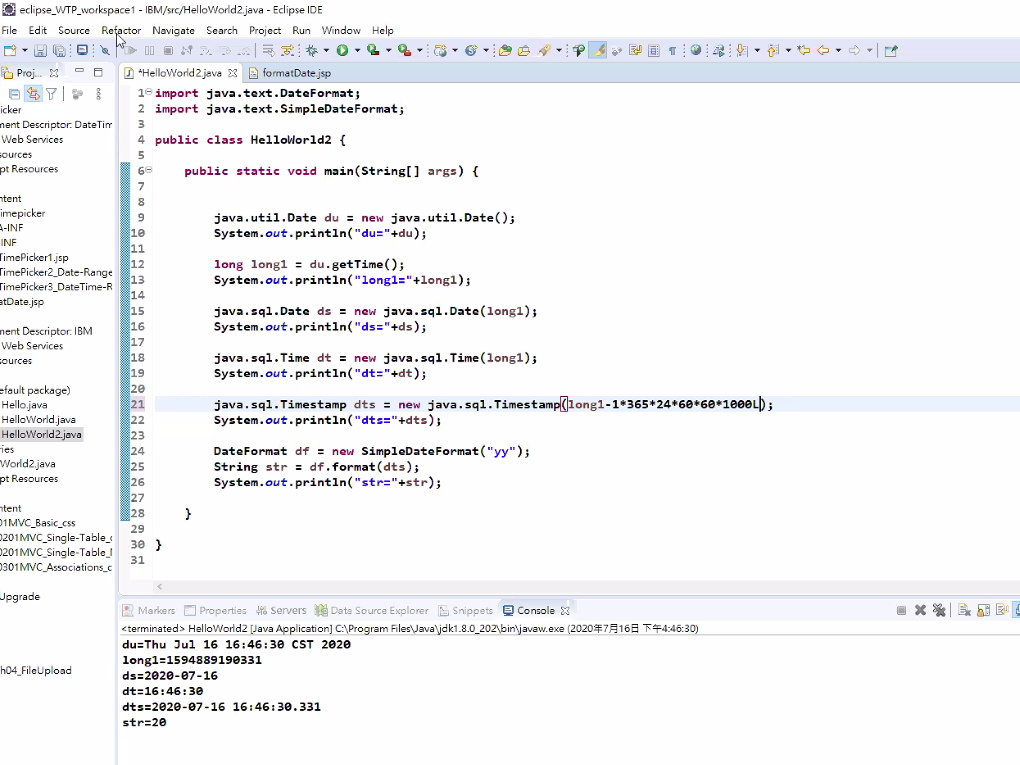 eclipse_WTP_workspace1 - IBM/src/HelloWorld2.java - Eclipse IDE
File Edit Source Refactor Navigate Search Project Run Window Help
Proj...
*HelloWorld2.java formatDate.jsp
icker
ment Descriptor: DateTim
Web Services
sources
pt Resources
ntent
imepicker
A-INF
INF
TimePicker1.jsp
TimePicker2_Date-Range
TimePicker3_DateTime-R
atDate.jsp
ment Descriptor: IBM
Web Services
sources
efault package)
Hello.java
HelloWorld.java
HelloWorld2.java
ries
World2.java
pt Resources
ntent
01MVC_Basic_css
0201MVC_Single-Table_
0201MVC_Single-Table_
0301MVC_Associations_c
Upgrade
h04_FileUpload
1 import java.text.DateFormat;
2 import java.text.SimpleDateFormat;
3
4 public class HelloWorld2 {
5
6 public static void main(String[] args) {
7
8
9 java.util.Date du = new java.util.Date();
10 System.out.println("du="+du);
11
12 long long1 = du.getTime();
13 System.out.println("long1="+long1);
14
15 java.sql.Date ds = new java.sql.Date(long1);
16 System.out.println("ds="+ds);
17
18 java.sql.Time dt = new java.sql.Time(long1);
19 System.out.println("dt="+dt);
20
21 java.sql.Timestamp dts = new java.sql.Timestamp(long1-1*365*24*60*60*1000L);
22 System.out.println("dts="+dts);
23
24 DateFormat df = new SimpleDateFormat("yy");
25 String str = df.format(dts);
26 System.out.println("str="+str);
27
28 }
29
30 }
31
Markers Properties Servers Data Source Explorer Snippets Console
<terminated> HelloWorld2 [Java Application] C:\Program Files\Java\jdk1.8.0_202\bin\javaw.exe (2020年7月16日 下午4:46:30)
du=Thu Jul 16 16:46:30 CST 2020
long1=1594889190331
ds=2020-07-16
dt=16:46:30
dts=2020-07-16 16:46:30.331
str=20